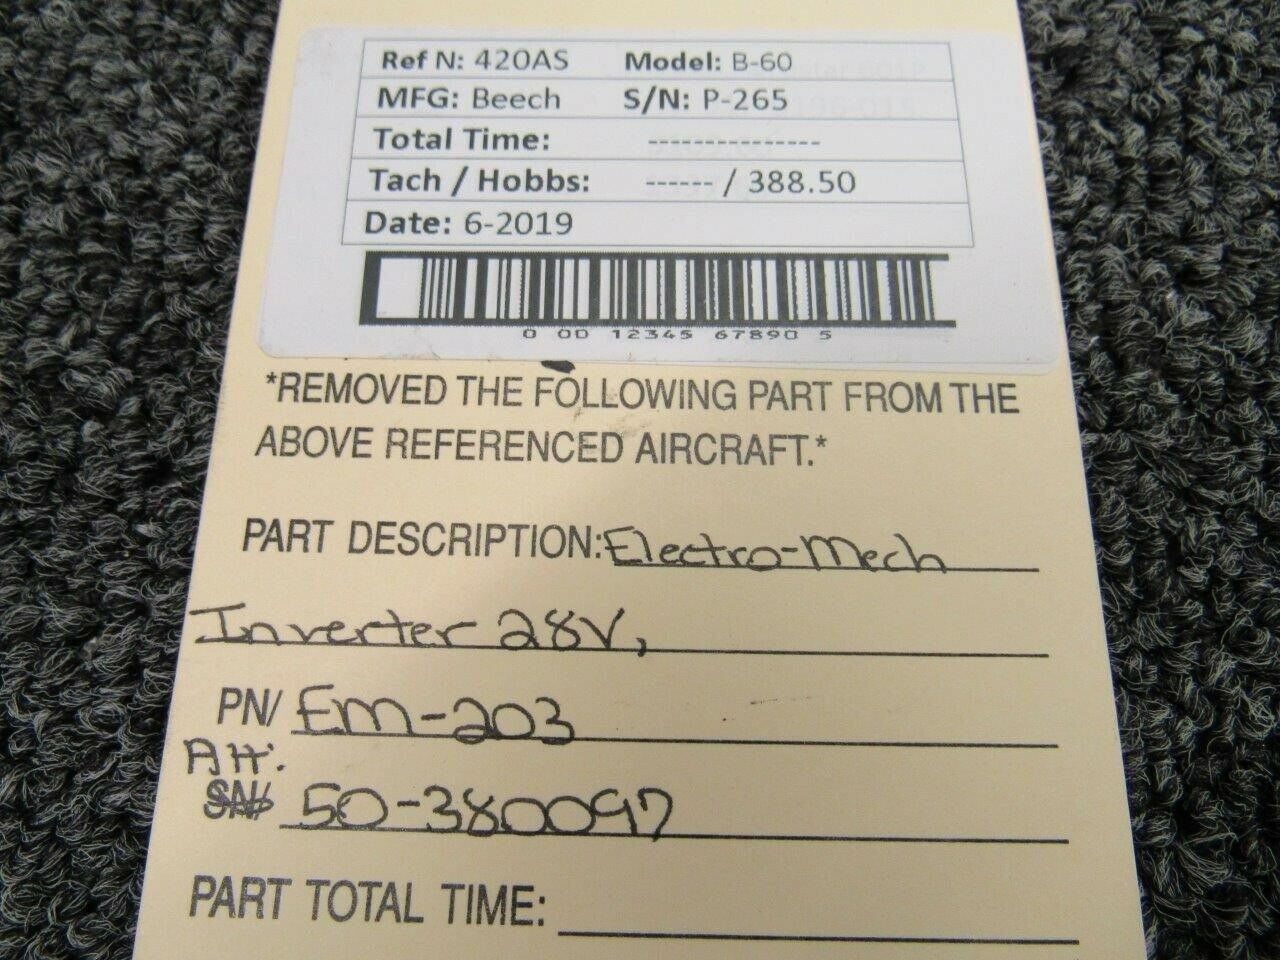 Ref N: 420AS Model: B-60
MFG: Beech S/N: P-265
Total Time: ---------------
Tach / Hobbs: ------ / 388.50
Date: 6-2019
0 0D 12345 67890 5
*REMOVED THE FOLLOWING PART FROM THE
ABOVE REFERENCED AIRCRAFT.*
PART DESCRIPTION: Electro-Mech
Inverter 28V,
PN/ EM-203
Alt:
SN/ 50-380097
PART TOTAL TIME: